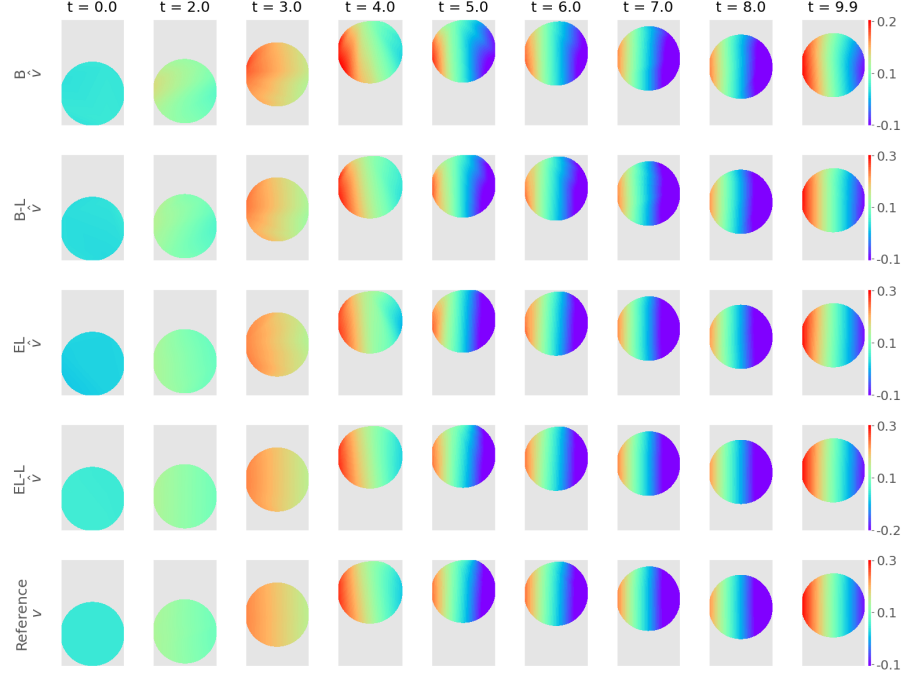 t = 0.0 t = 2.0 t = 3.0 t = 4.0 t = 5.0 t = 6.0 t = 7.0 t = 8.0 t = 9.9
B
v̂
0.2
0.1
-0.1
B-L
v̂
0.3
0.1
-0.1
EL
v̂
0.3
0.1
-0.1
EL-L
v̂
0.3
0.1
-0.2
Reference
v
0.3
0.1
-0.1